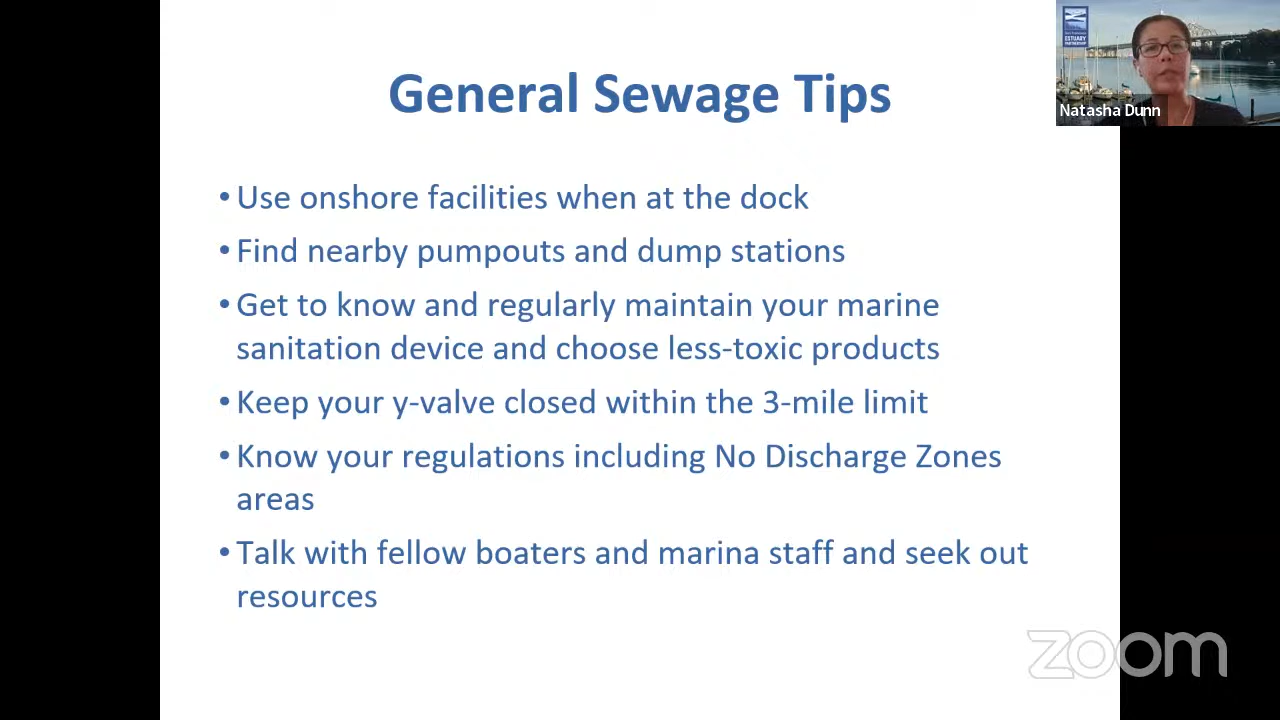 General Sewage Tips
• Use onshore facilities when at the dock
• Find nearby pumpouts and dump stations
• Get to know and regularly maintain your marine
sanitation device and choose less-toxic products
• Keep your y-valve closed within the 3-mile limit
• Know your regulations including No Discharge Zones
areas
• Talk with fellow boaters and marina staff and seek out
resources
ESTUARY
PARTNERSHIP
Natasha Dunn
zoom